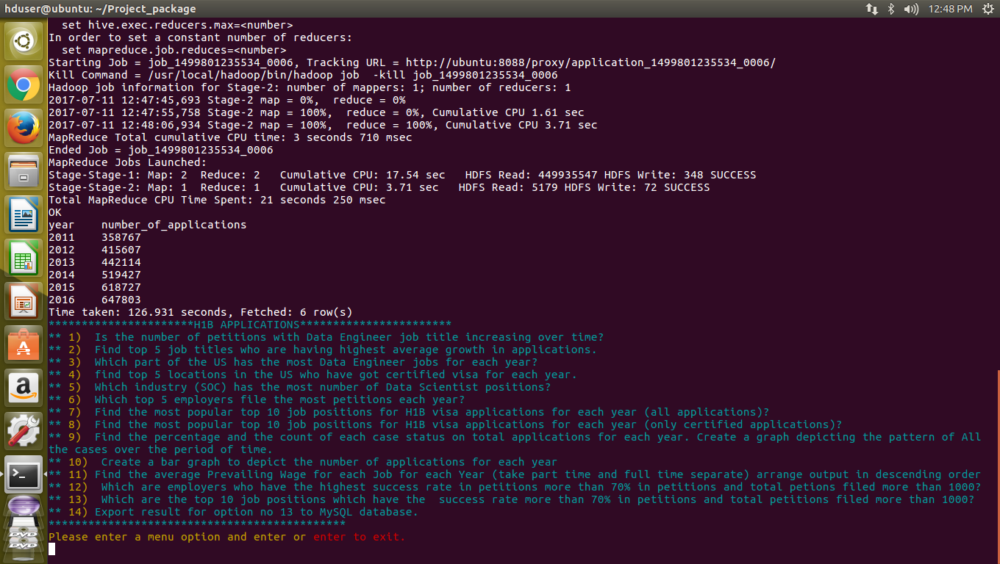 hduser@ubuntu: ~/Project_package
12:48 PM
set hive.exec.reducers.max=<number>
In order to set a constant number of reducers:
set mapreduce.job.reduces=<number>
Starting Job = job_1499801235534_0006, Tracking URL = http://ubuntu:8088/proxy/application_1499801235534_0006/
Kill Command = /usr/local/hadoop/bin/hadoop job  -kill job_1499801235534_0006
Hadoop job information for Stage-2: number of mappers: 1; number of reducers: 1
2017-07-11 12:47:45,693 Stage-2 map = 0%,  reduce = 0%
2017-07-11 12:47:55,758 Stage-2 map = 100%,  reduce = 0%, Cumulative CPU 1.61 sec
2017-07-11 12:48:06,934 Stage-2 map = 100%,  reduce = 100%, Cumulative CPU 3.71 sec
MapReduce Total cumulative CPU time: 3 seconds 710 msec
Ended Job = job_1499801235534_0006
MapReduce Jobs Launched:
Stage-Stage-1: Map: 2  Reduce: 2   Cumulative CPU: 17.54 sec   HDFS Read: 449935547 HDFS Write: 348 SUCCESS
Stage-Stage-2: Map: 1  Reduce: 1   Cumulative CPU: 3.71 sec   HDFS Read: 5179 HDFS Write: 72 SUCCESS
Total MapReduce CPU Time Spent: 21 seconds 250 msec
OK
year    number_of_applications
2011    358767
2012    415607
2013    442114
2014    519427
2015    618727
2016    647803
Time taken: 126.931 seconds, Fetched: 6 row(s)
**********************H1B APPLICATIONS***********************
** 1)  Is the number of petitions with Data Engineer job title increasing over time?
** 2)  Find top 5 job titles who are having highest average growth in applications.
** 3)  Which part of the US has the most Data Engineer jobs for each year?
** 4)  find top 5 locations in the US who have got certified visa for each year.
** 5)  Which industry (SOC) has the most number of Data Scientist positions?
** 6)  Which top 5 employers file the most petitions each year?
** 7)  Find the most popular top 10 job positions for H1B visa applications for each year (all applications)?
** 8)  Find the most popular top 10 job positions for H1B visa applications for each year (only certified applications)?
** 9)  Find the percentage and the count of each case status on total applications for each year. Create a graph depicting the pattern of All
the cases over the period of time.
** 10)  Create a bar graph to depict the number of applications for each year
** 11) Find the average Prevailing Wage for each Job for each Year (take part time and full time separate) arrange output in descending order
** 12)  Which are employers who have the highest success rate in petitions more than 70% in petitions and total petions filed more than 1000?
** 13)  Which are the top 10 job positions which have the  success rate more than 70% in petitions and total petitions filed more than 1000?
** 14) Export result for option no 13 to MySQL database.
*********************************************
Please enter a menu option and enter or enter to exit.
A
a
>_
DVD
DVD